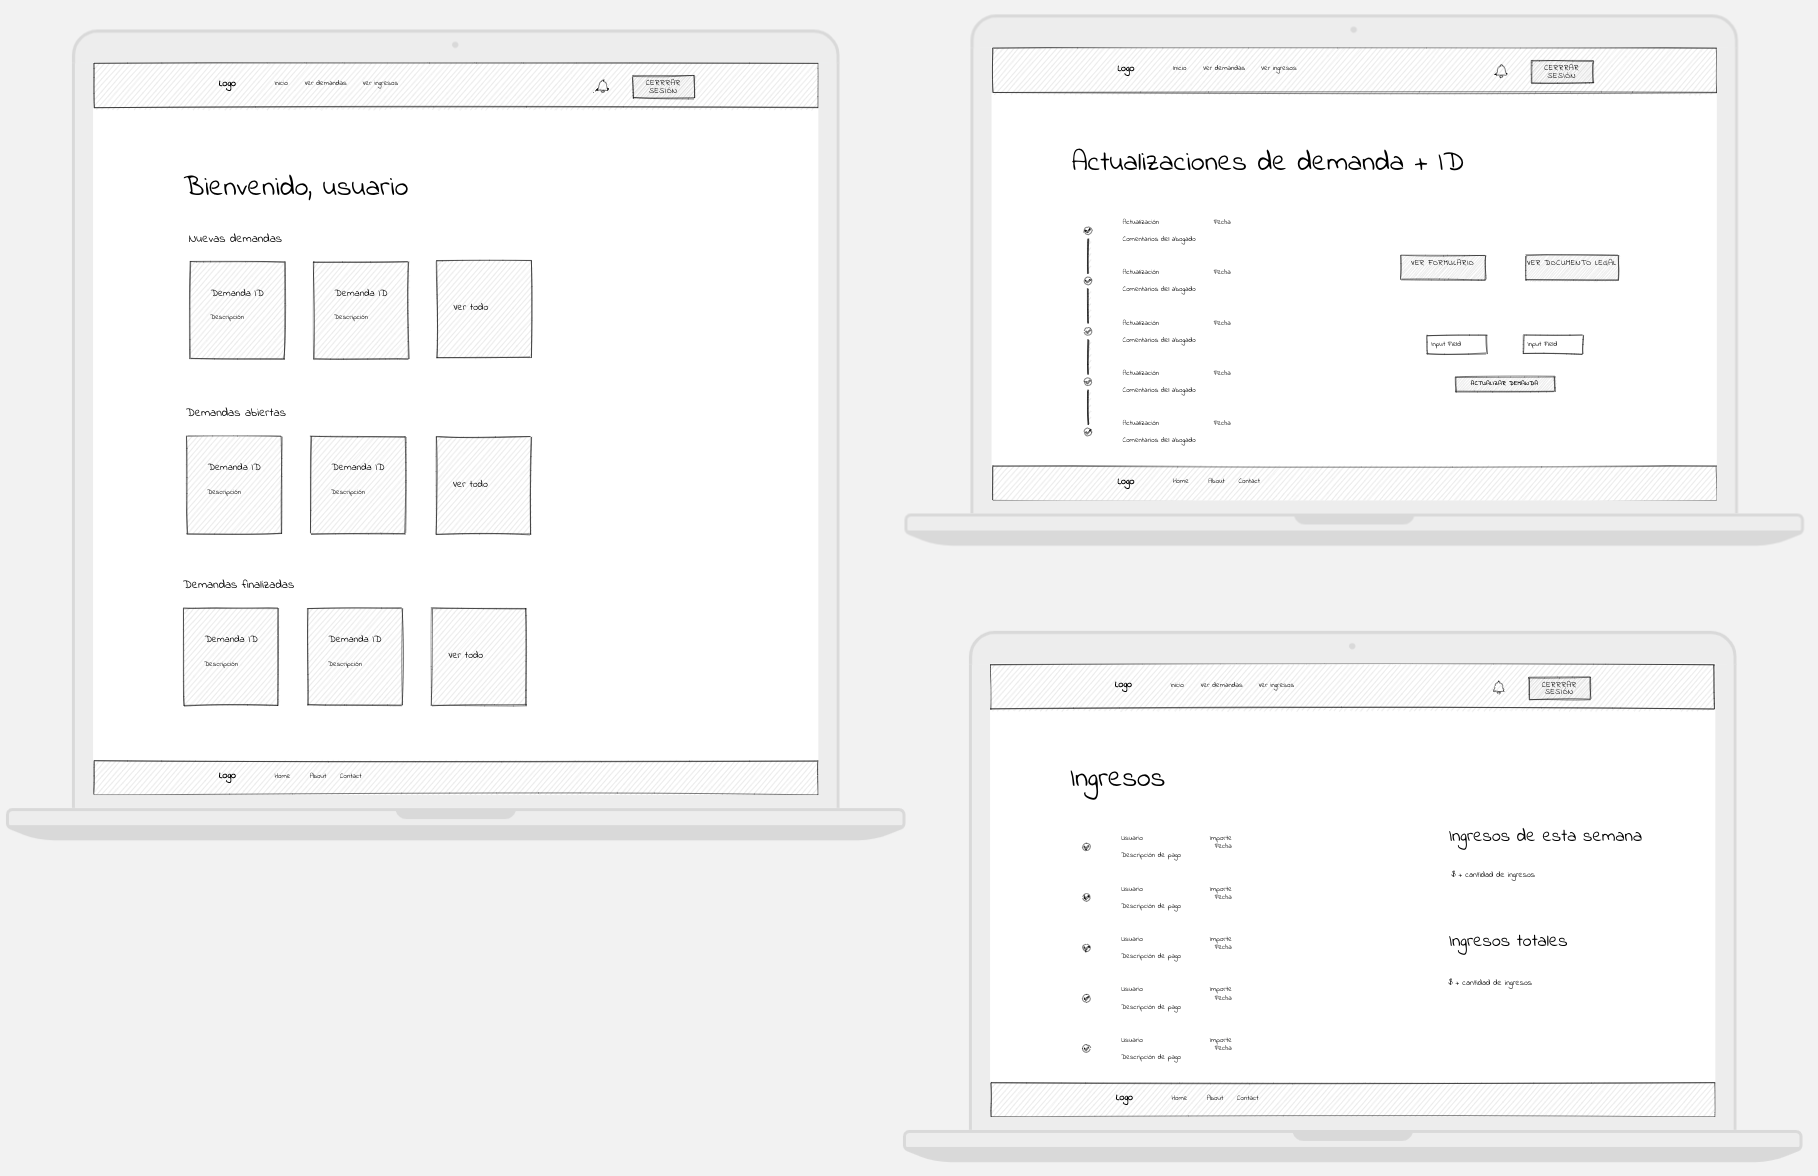 Logo Inicio Ver demandas Ver ingresos
CERRRAR
SESIÓN
Bienvenido, usuario
Nuevas demandas
Demanda ID Demanda ID
Ver todo
Descripción Descripción
Demandas abiertas
Demanda ID Demanda ID
Ver todo
Descripción Descripción
Demandas finalizadas
Demanda ID Demanda ID
Ver todo
Descripción Descripción
Logo Home About Contact
Logo Inicio Ver demandas Ver ingresos
CERRRAR
SESIÓN
Actualizaciones de demanda + ID
Actualización Fecha
Comentarios del abogado
Actualización Fecha
Comentarios del abogado
Actualización Fecha
Comentarios del abogado
Actualización Fecha
Comentarios del abogado
Actualización Fecha
Comentarios del abogado
VER FORMULARIO VER DOCUMENTO LEGAL
Input Field Input Field
ACTUALIZAR DEMANDA
Logo Home About Contact
Logo Inicio Ver demandas Ver ingresos
CERRRAR
SESIÓN
Ingresos
Usuario Importe
Fecha
Descripción de pago
Usuario Importe
Fecha
Descripción de pago
Usuario Importe
Fecha
Descripción de pago
Usuario Importe
Fecha
Descripción de pago
Usuario Importe
Fecha
Descripción de pago
Ingresos de esta semana
$ + cantidad de ingresos
Ingresos totales
$ + cantidad de ingresos
Logo Home About Contact